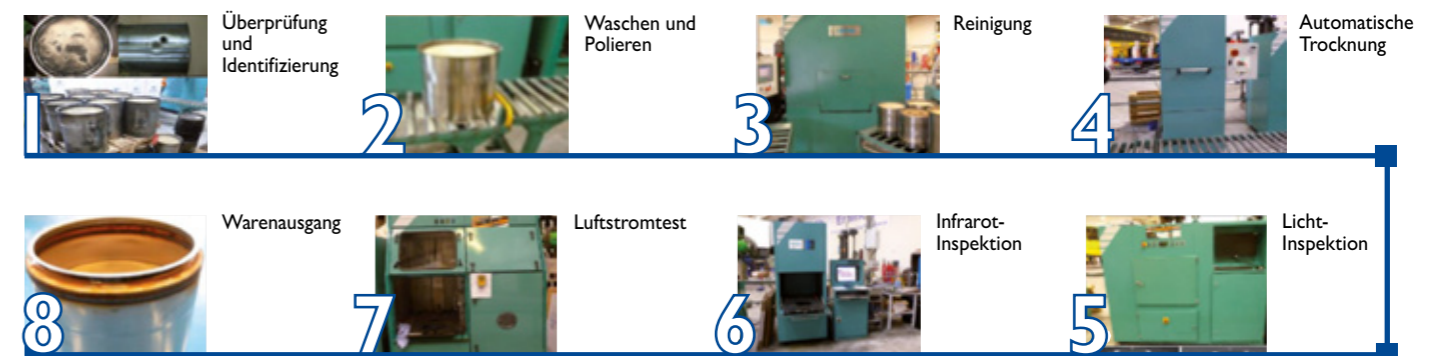 1
Überprüfung
und
Identifizierung
2
Waschen und
Polieren
3
Reinigung
4
Automatische
Trocknung
5
Licht-
Inspektion
6
Infrarot-
Inspektion
7
Luftstromtest
8
Warenausgang